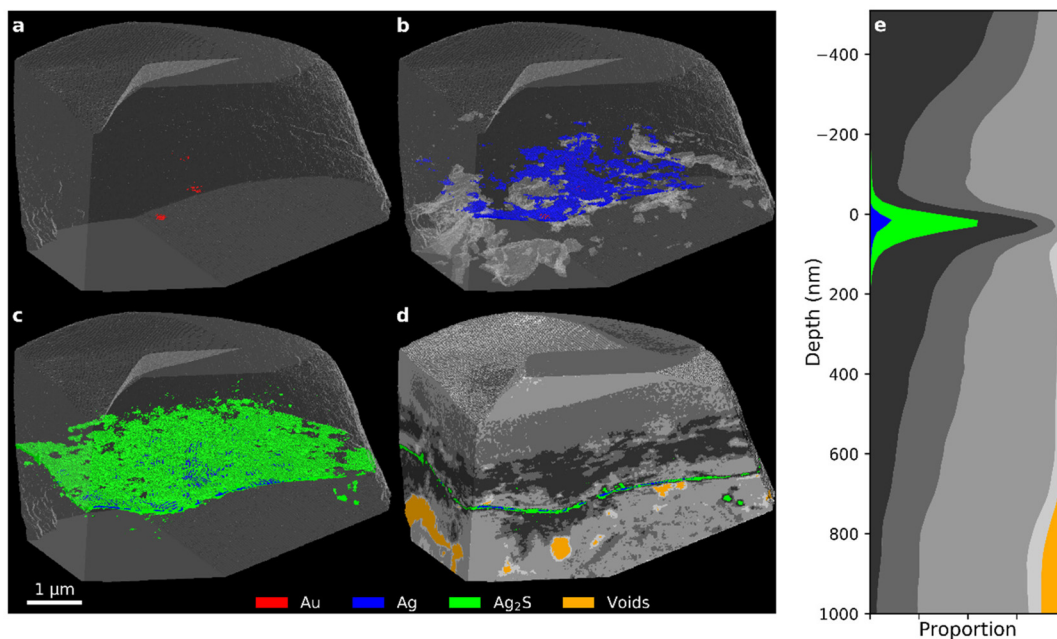 a
b
c
d
1 μm
Au Ag Ag₂S Voids
e
−400
−200
0
200
400
600
800
1000
Depth (nm)
Proportion